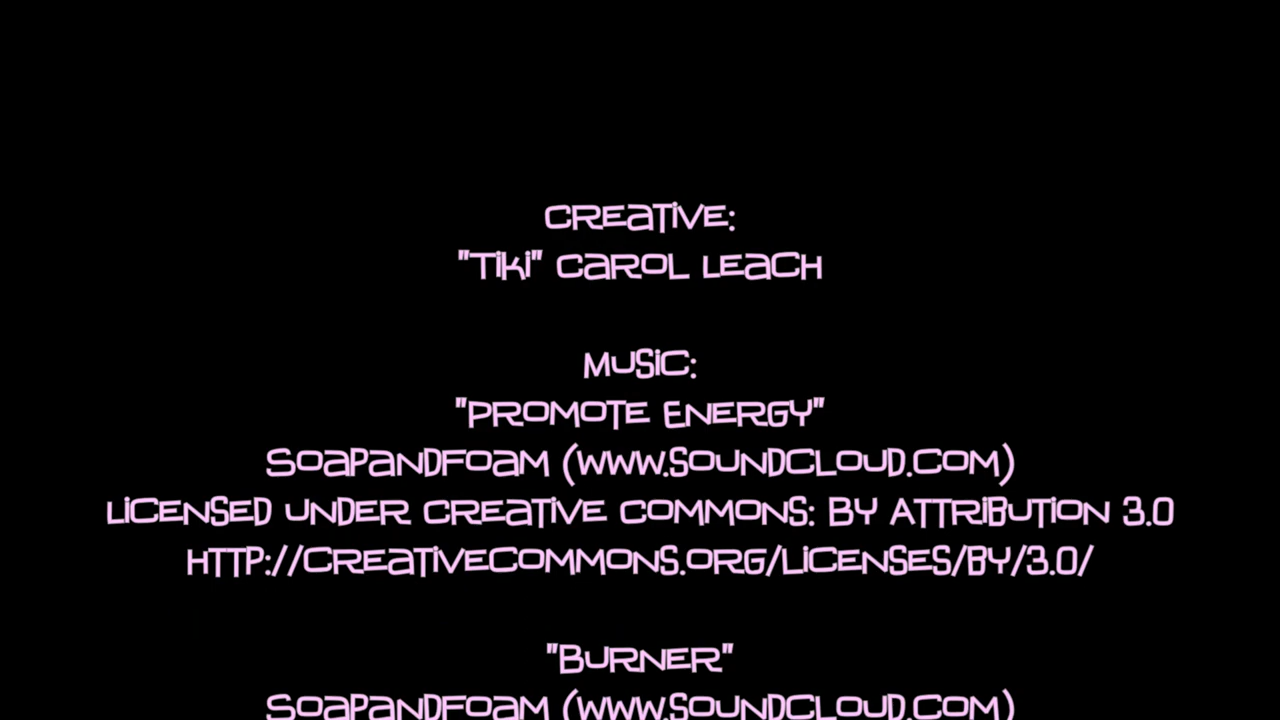 CREATIVE:
"Tiki" CAROL LEACH
MUSIC:
"PROMOTE ENERGY"
SOAPANDFOAM (WWW.SOUNDCLOUD.COM)
LICENSED UNDER CREATIVE COMMONS: BY ATTRIBUTION 3.0
HTTP://CREATIVECOMMONS.ORG/LICENSES/BY/3.0/
"BURNER"
SOAPANDFOAM (WWW.SOUNDCLOUD.COM)